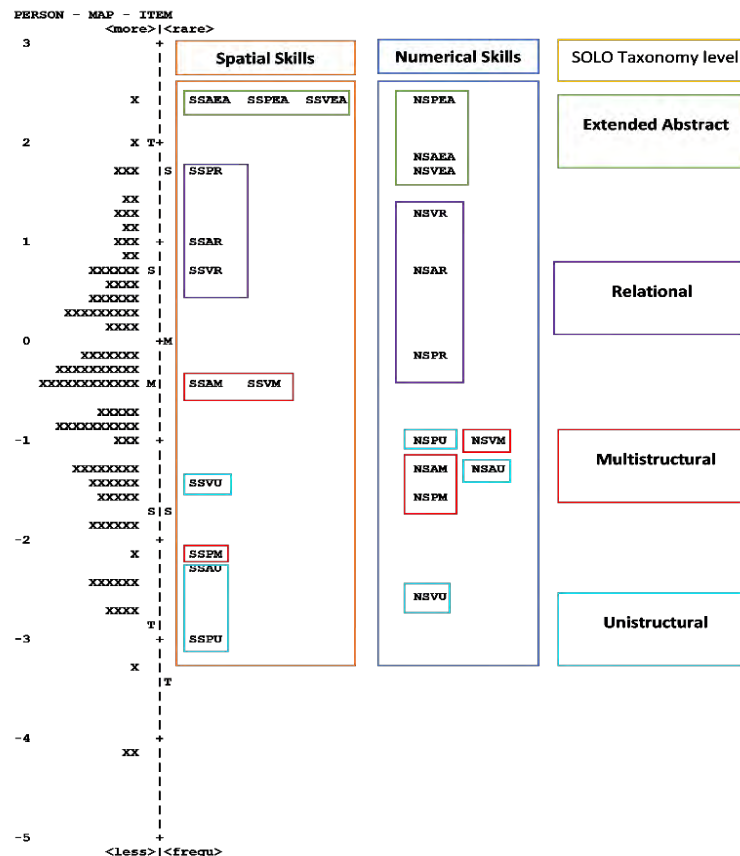 PERSON - MAP - ITEM
<more>|<rare>
3 + Spatial Skills Numerical Skills SOLO Taxonomy level
X SSAEA SSPEA SSVEA NSPEA
Extended Abstract
2 X T+
NSAEA
XXX |S SSPR NSVEA
XX
XXX NSVR
XX
1 XXX + SSAR
XX
XXXXXX S| SSVR NSAR
XXXX Relational
XXXXX
XXXXXXXXX
XXXX
0 +M
XXXXXXX NSPR
XXXXXXXXXX
XXXXXXXXXXXX M| SSAM SSVM
XXXXX
XXXXXXXXXX
-1 XXX + NSPU NSVM
Multistructural
XXXXXXXX NSAM NSAU
XXXXXX SSVU
XXXXX NSPM
S|S
XXXXXX
-2 +
X SSPM
SSAU
XXXXXX
NSVU
XXXX
T| Unistructural
-3 + SSPU
X
|T
-4 +
XX
-5 +
<less>|<frequ>